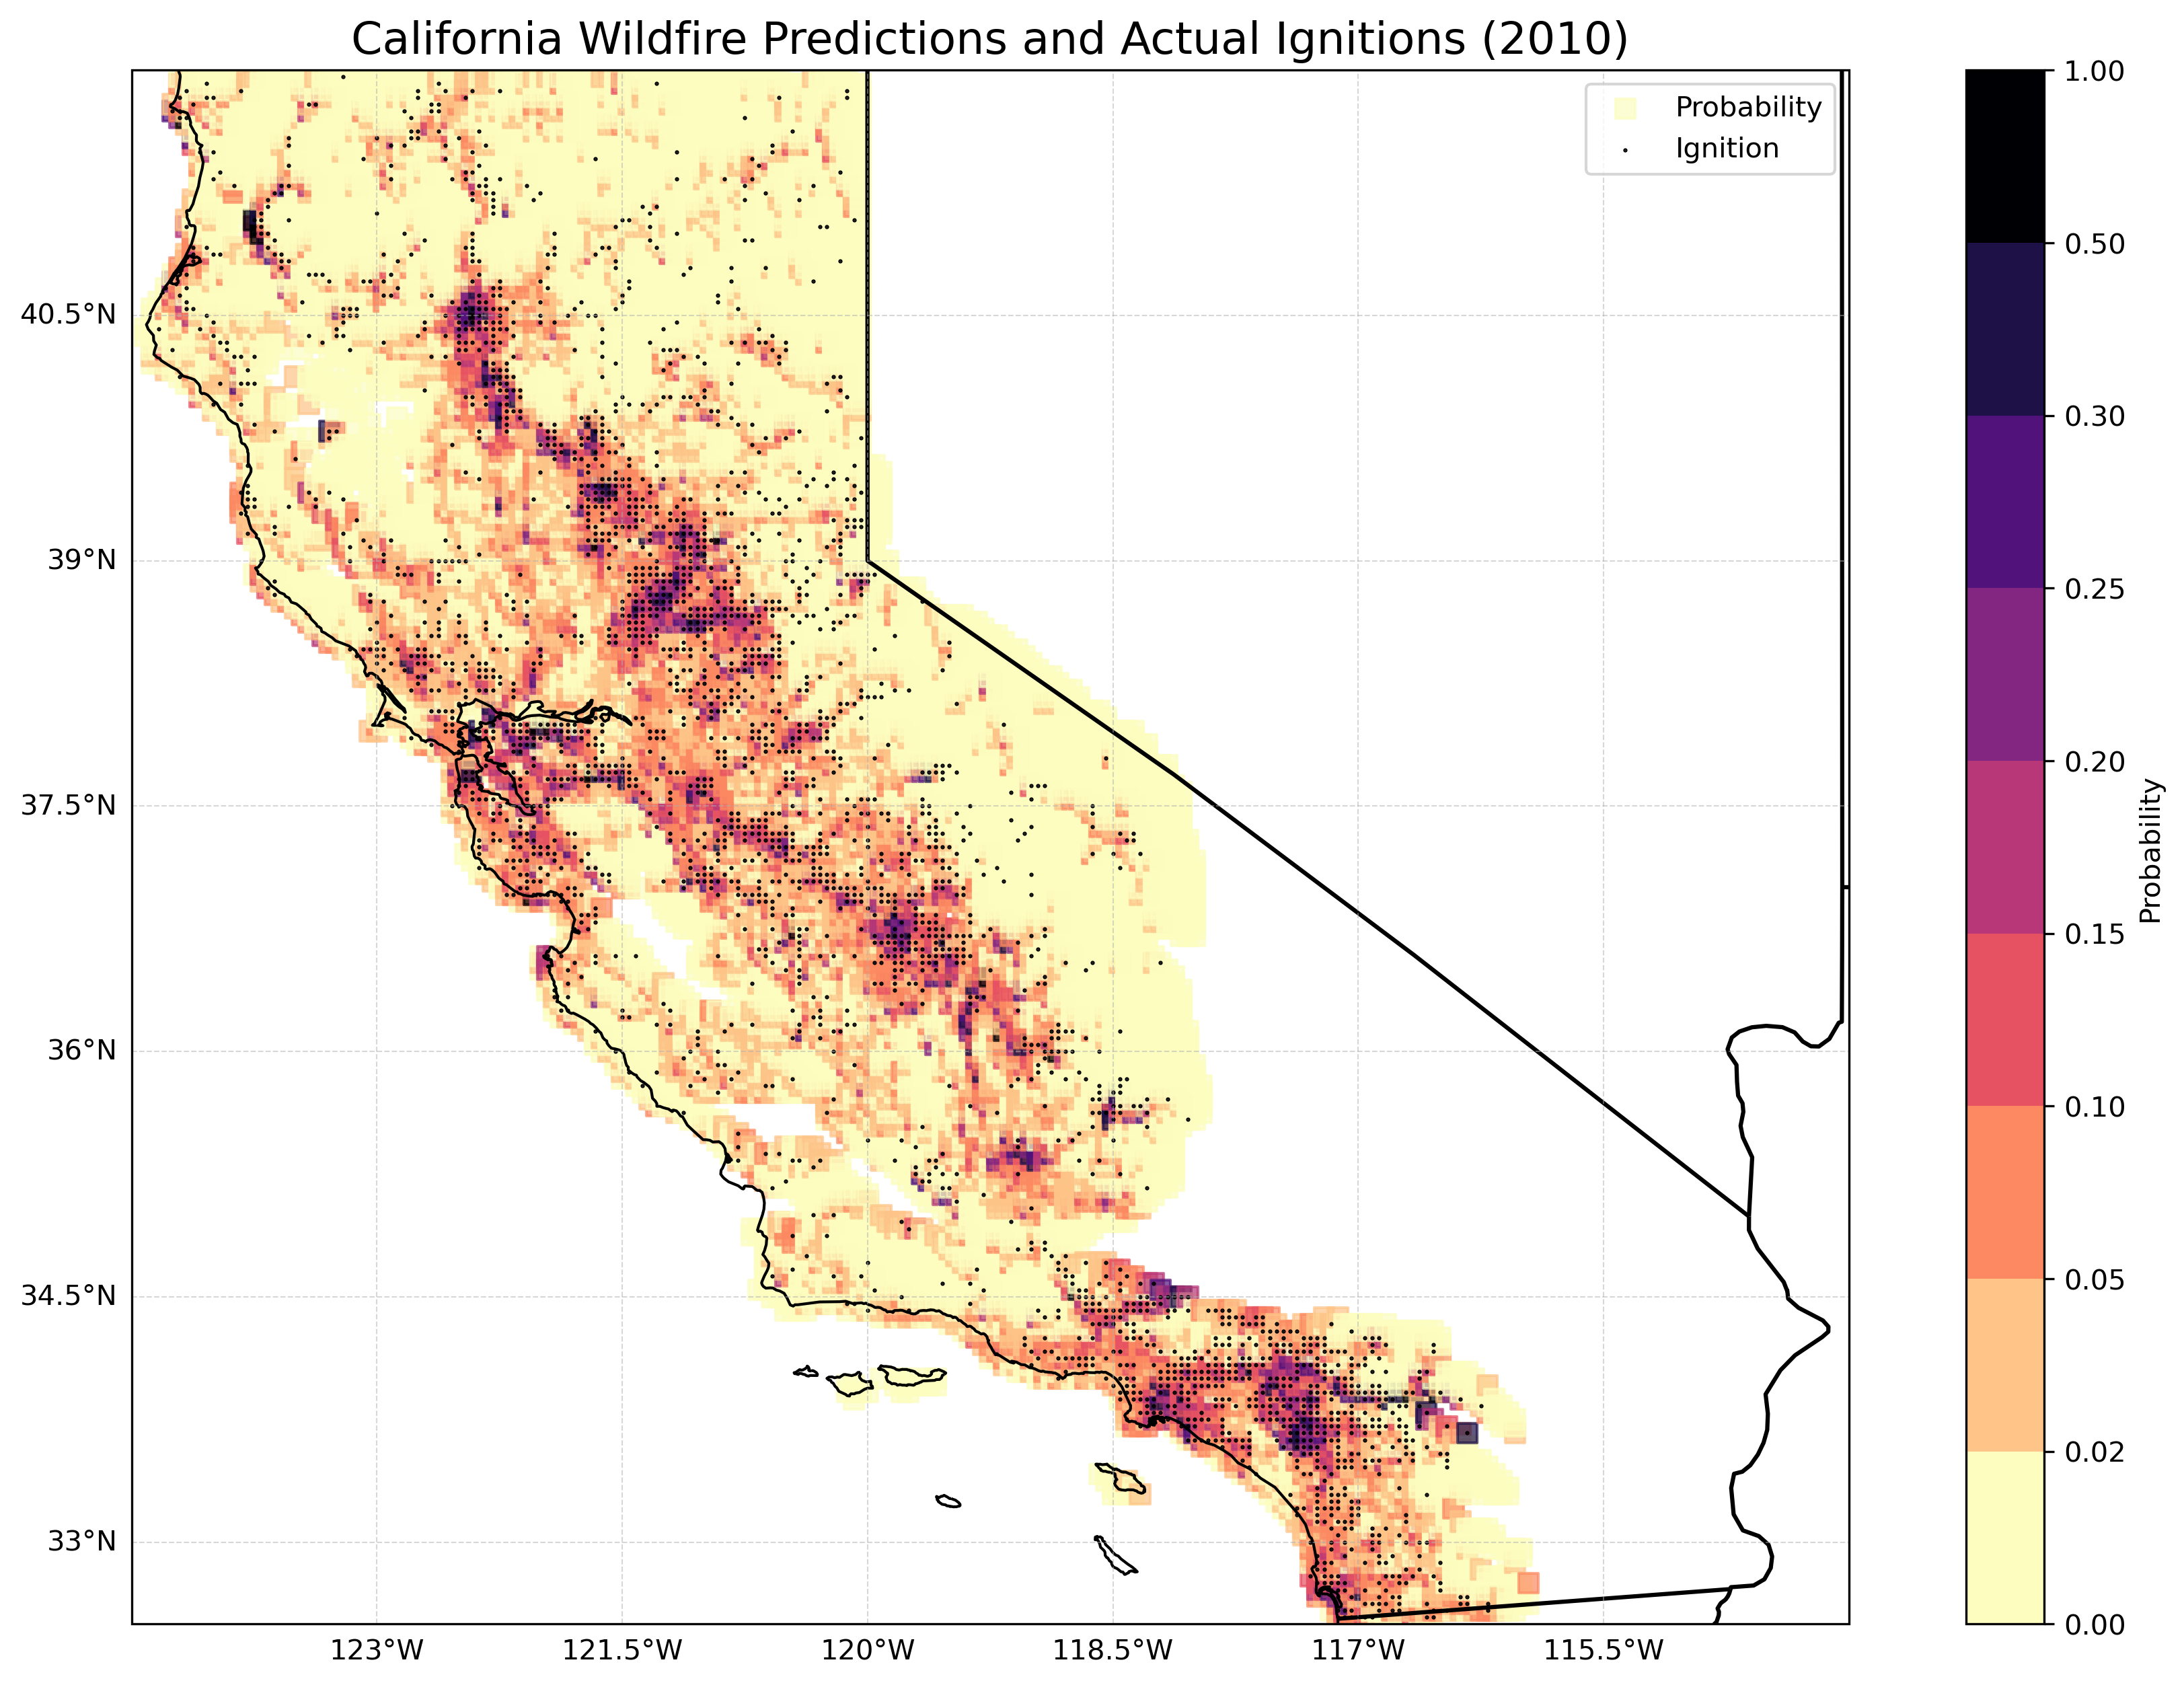 California Wildfire Predictions and Actual Ignitions (2010)
Probability
Ignition
40.5°N
39°N
37.5°N
36°N
34.5°N
33°N
123°W
121.5°W
120°W
118.5°W
117°W
115.5°W
1.00
0.50
0.30
0.25
0.20
0.15
0.10
0.05
0.02
0.00
Probability